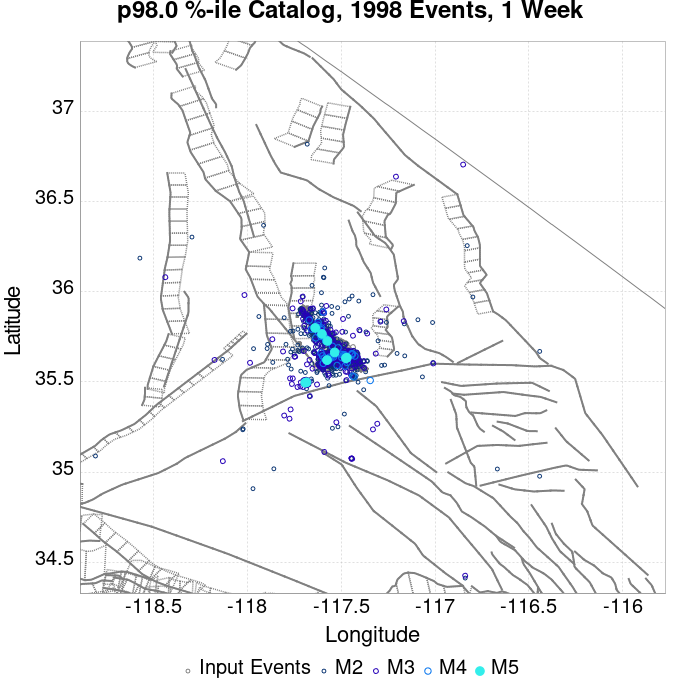 p98.0 %-ile Catalog, 1998 Events, 1 Week
37
36.5
36
35.5
35
34.5
Latitude
-118.5 -118 -117.5 -117 -116.5 -116
Longitude
Input Events M2 M3 M4 M5